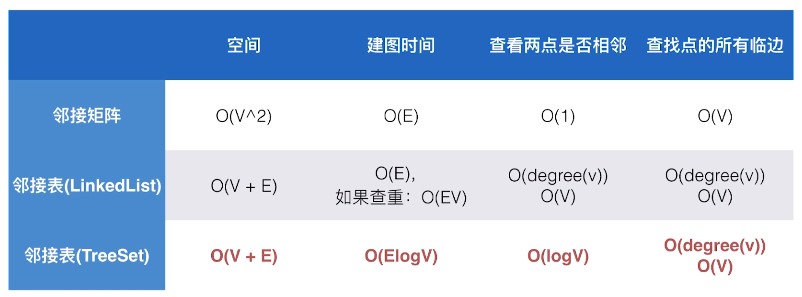 空间 建图时间 查看两点是否相邻 查找点的所有临边
邻接矩阵 O(V^2) O(E) O(1) O(V)
邻接表(LinkedList) O(V + E) O(E), O(degree(v)) O(degree(v))
如果查重：O(EV) O(V) O(V)
邻接表(TreeSet) O(V + E) O(ElogV) O(logV) O(degree(v))
O(V)